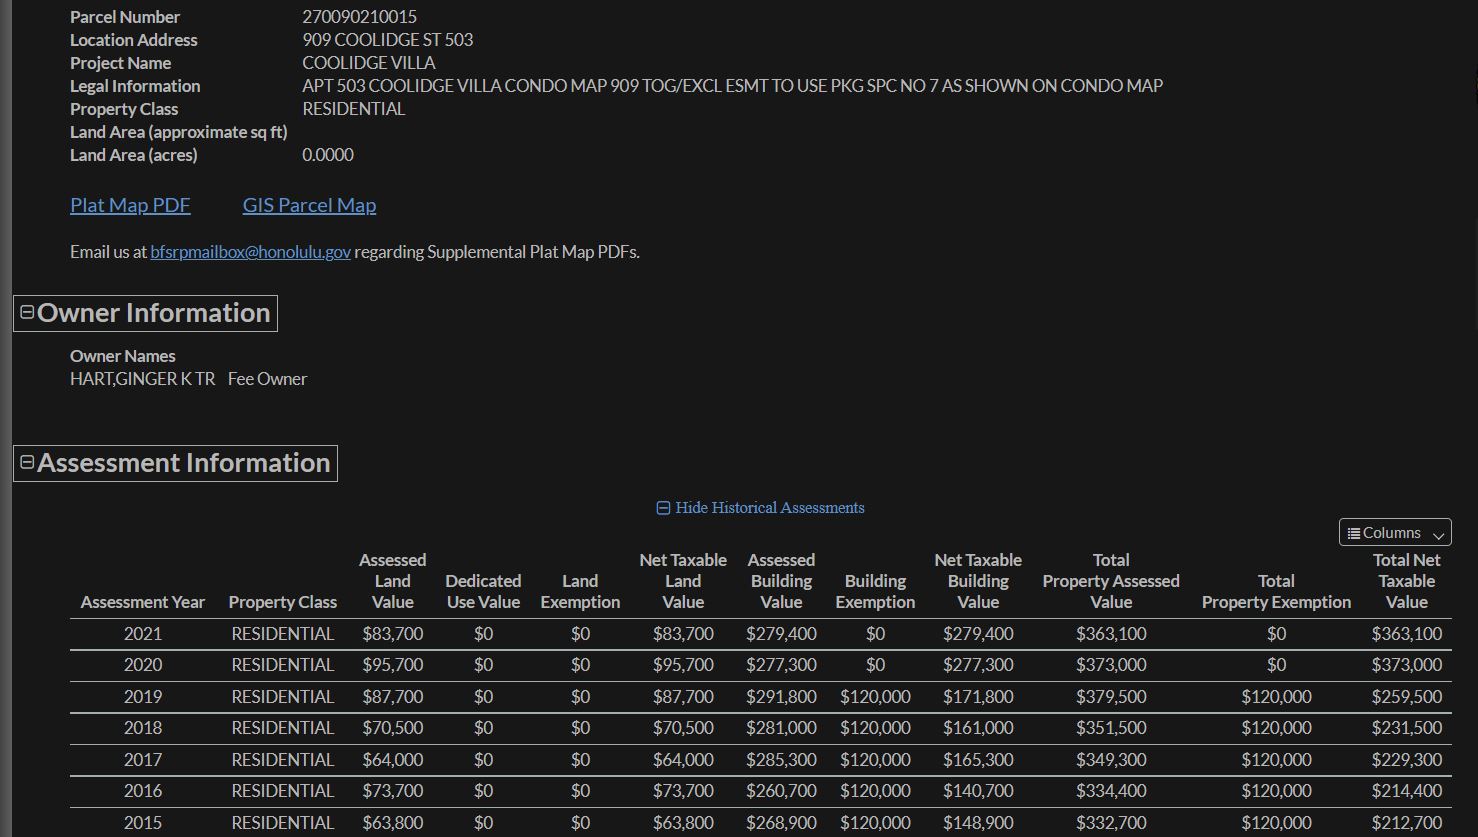 Parcel Number 270090210015
Location Address 909 COOLIDGE ST 503
Project Name COOLIDGE VILLA
Legal Information APT 503 COOLIDGE VILLA CONDO MAP 909 TOG/EXCL ESMT TO USE PKG SPC NO 7 AS SHOWN ON CONDO MAP
Property Class RESIDENTIAL
Land Area (approximate sq ft)
Land Area (acres) 0.0000
Plat Map PDF GIS Parcel Map
Email us at bfsrpmailbox@honolulu.gov regarding Supplemental Plat Map PDFs.
Owner Information
Owner Names
HART,GINGER K TR Fee Owner
Assessment Information
Hide Historical Assessments
Columns
Assessed Net Taxable Assessed Net Taxable Total Total Net
Land Dedicated Land Land Building Building Building Property Assessed Total Taxable
Assessment Year Property Class Value Use Value Exemption Value Value Exemption Value Value Property Exemption Value
2021 RESIDENTIAL $83,700 $0 $0 $83,700 $279,400 $0 $279,400 $363,100 $0 $363,100
2020 RESIDENTIAL $95,700 $0 $0 $95,700 $277,300 $0 $277,300 $373,000 $0 $373,000
2019 RESIDENTIAL $87,700 $0 $0 $87,700 $291,800 $120,000 $171,800 $379,500 $120,000 $259,500
2018 RESIDENTIAL $70,500 $0 $0 $70,500 $281,000 $120,000 $161,000 $351,500 $120,000 $231,500
2017 RESIDENTIAL $64,000 $0 $0 $64,000 $285,300 $120,000 $165,300 $349,300 $120,000 $229,300
2016 RESIDENTIAL $73,700 $0 $0 $73,700 $260,700 $120,000 $140,700 $334,400 $120,000 $214,400
2015 RESIDENTIAL $63,800 $0 $0 $63,800 $268,900 $120,000 $148,900 $332,700 $120,000 $212,700